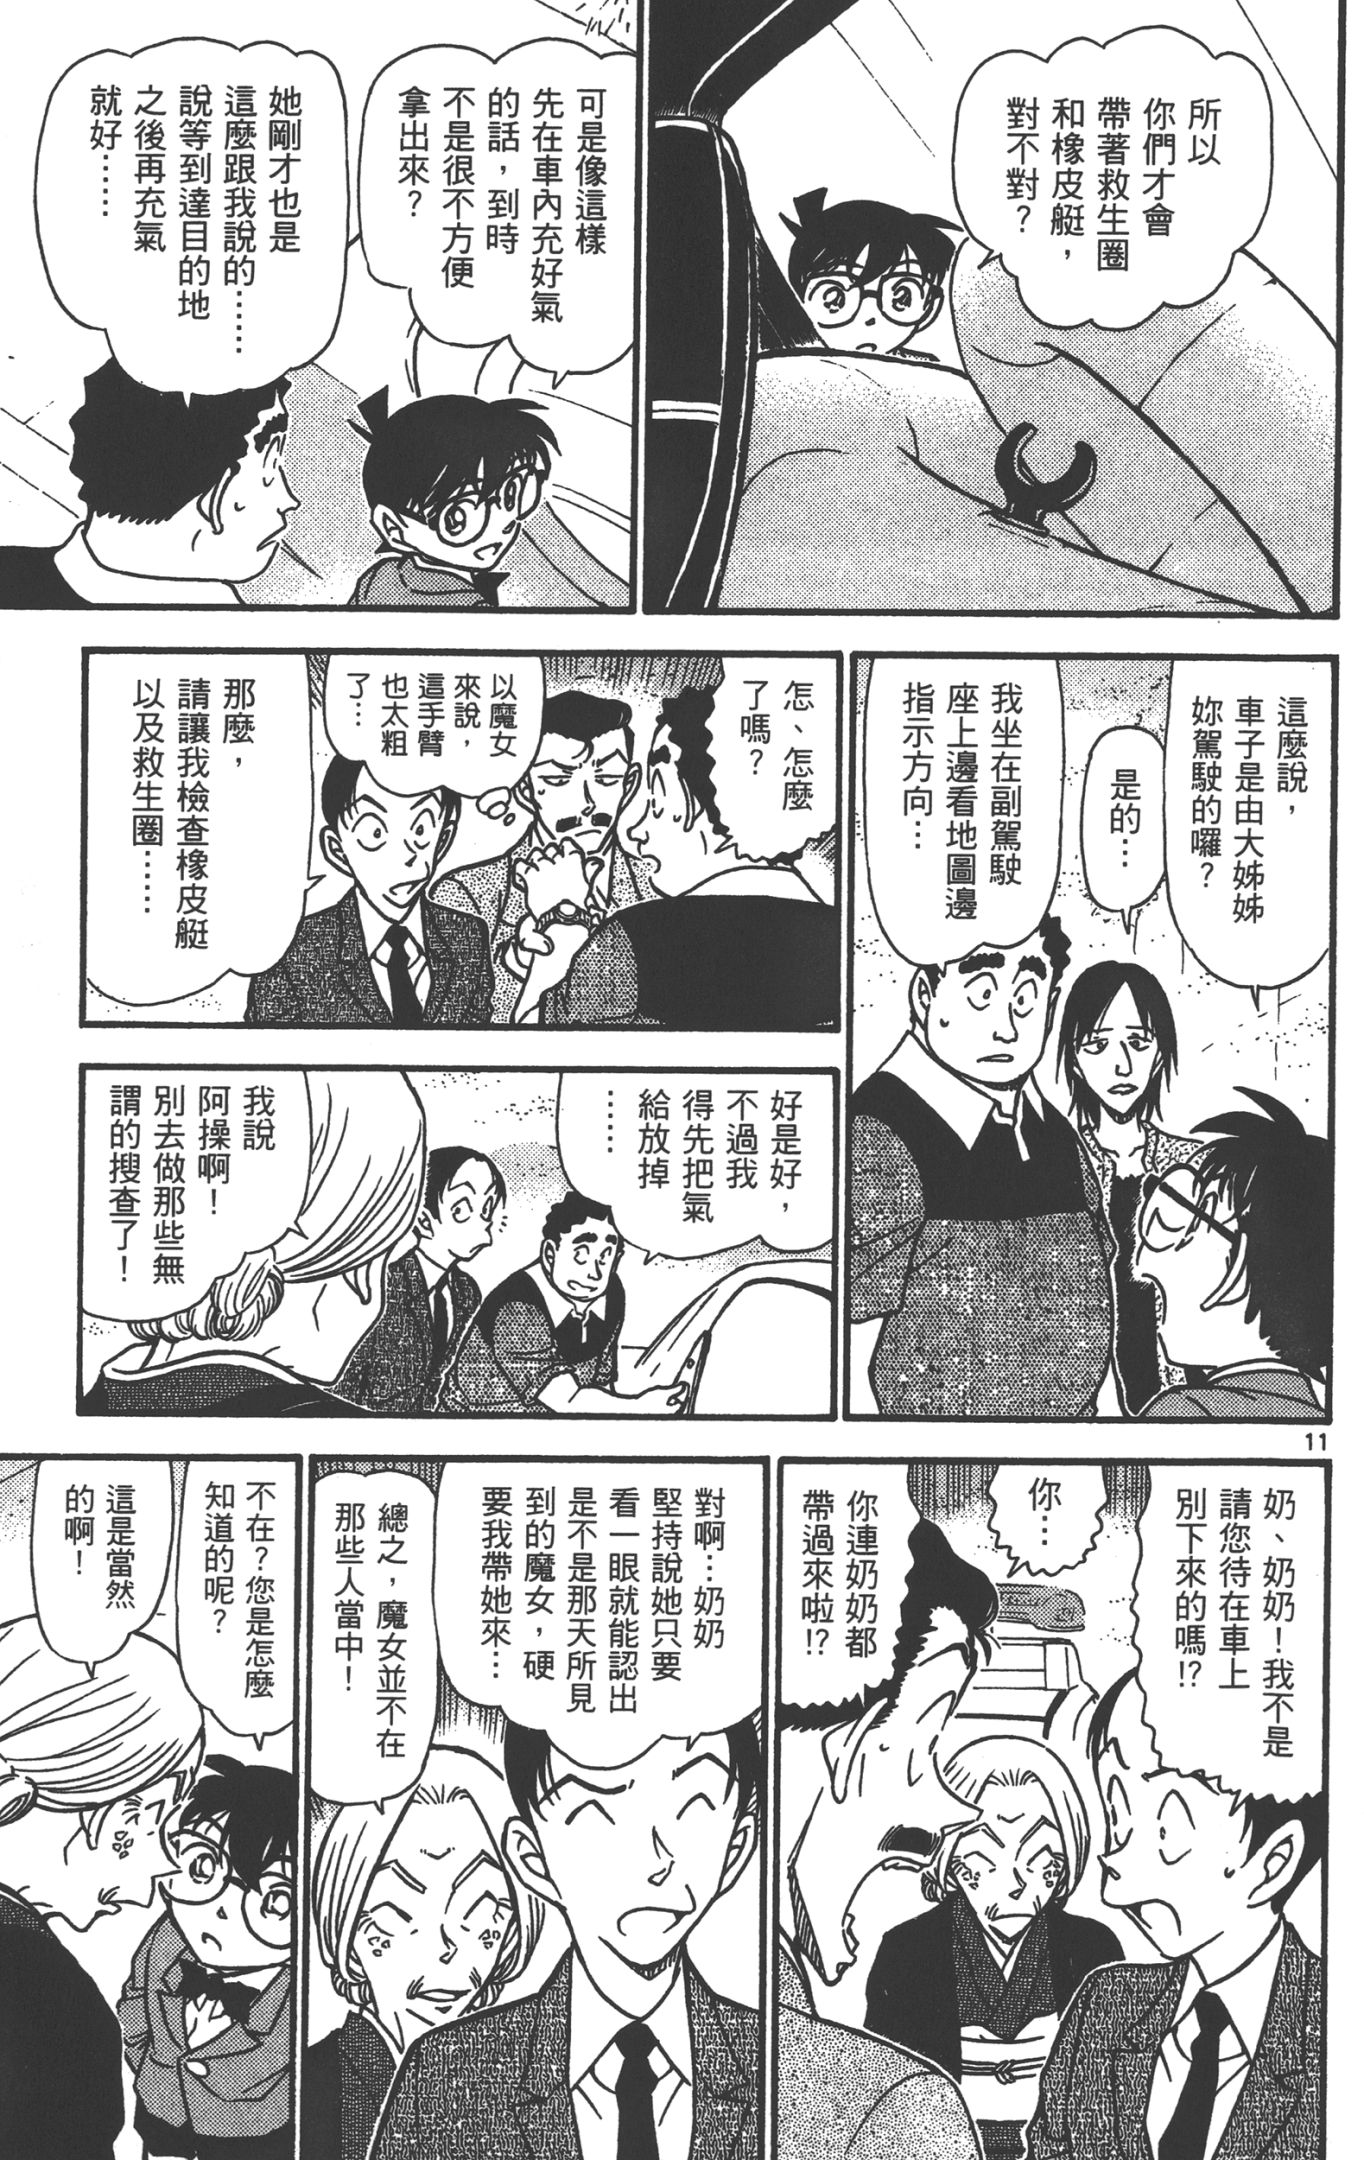 所以
你們才會
帶著救生圈
和橡皮艇，
對不對？
可是像這樣
先在車內充好氣
的話，到時
不是很不方便
拿出來？
她剛才也是
這麼跟我說的……
說等到達目的地
之後再充氣
就好……
這麼說，
車子是由大姊姊
妳駕駛的囉？
是的…
我坐在副駕駛
座上邊看地圖邊
指示方向…
怎、怎麼
了嗎？
以魔女
來說，
這手臂
也太粗
了…
那麼，
請讓我檢查橡皮艇
以及救生圈……
好是好，
不過我
得先把氣
給放掉
……
我說
阿操啊！
別去做那些無
謂的搜查了！
11
奶、奶奶！我不是
請您待在車上
別下來的嗎!?
你…
你連奶奶都
帶過來啦!?
對啊…奶奶
堅持說她只要
看一眼就能認出
是不是那天所見
到的魔女，硬
要我帶她來…
總之，魔女並不在
那些人當中！
不在？您是怎麼
知道的呢？
這是當然
的啊！